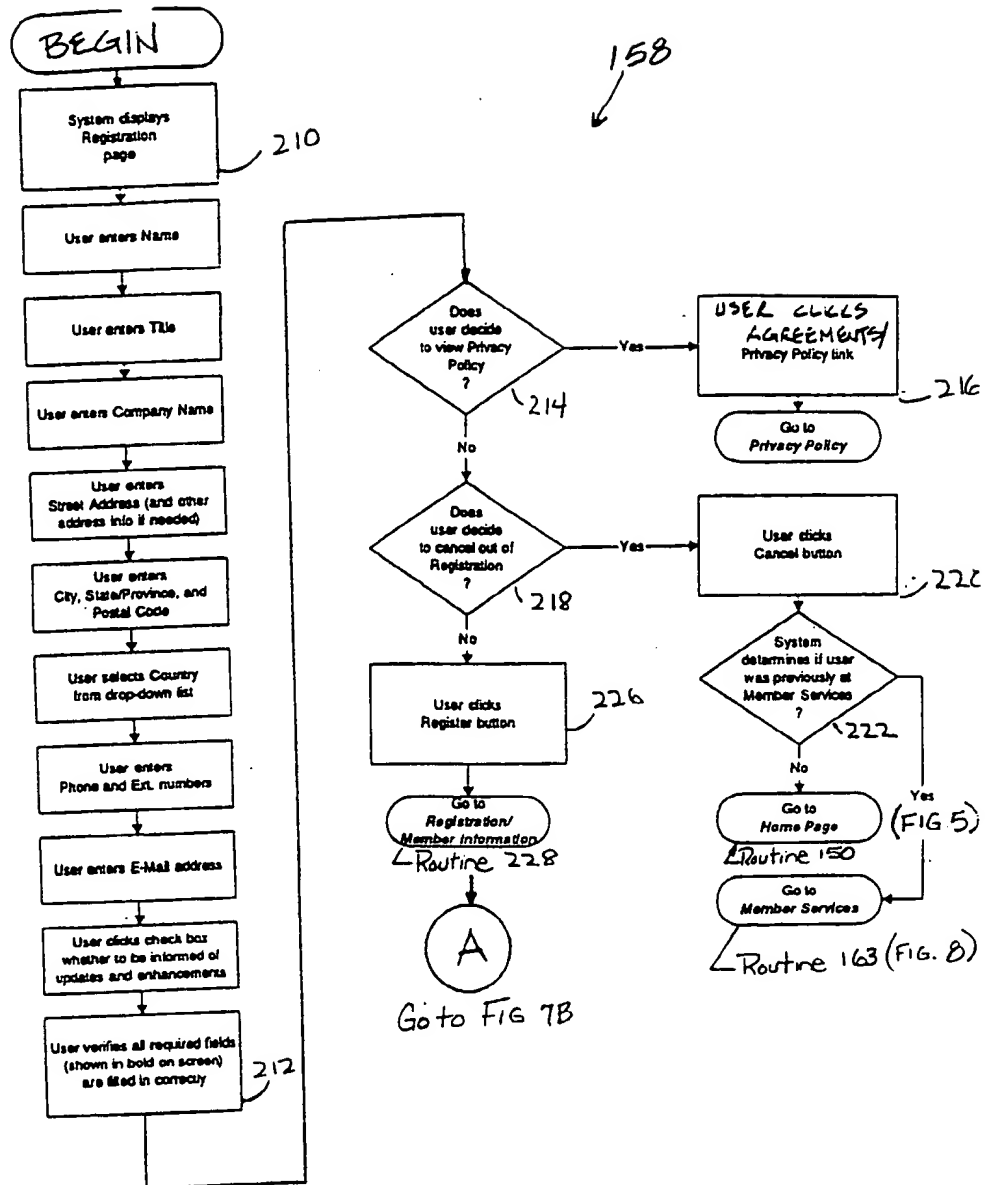 BEGIN
158
System displays
Registration
page
210
User enters Name
User enters Title
User enters Company Name
User enters
Street Address (and other
address info if needed)
User enters
City, State/Province, and
Postal Code
User selects Country
from drop-down list
User enters
Phone and Ext. numbers
User enters E-Mail address
User clicks check box
whether to be informed of
updates and enhancements
User verifies all required fields
(shown in bold on screen)
are filled in correctly
212
Does
user decide
to view Privacy
Policy
?
214
Yes
USER CLICKS
AGREEMENTS/
Privacy Policy link
216
Go to
Privacy Policy
No
Does
user decide
to cancel out of
Registration
?
218
Yes
User clicks
Cancel button
220
System
determines if user
was previously at
Member Services
?
222
No
User clicks
Register button
226
Go to
Registration/
Member Information
Routine 228
A
Go to FIG 7B
No
Go to
Home Page
(FIG. 5)
Routine 150
Yes
Go to
Member Services
Routine 163 (FIG. 8)